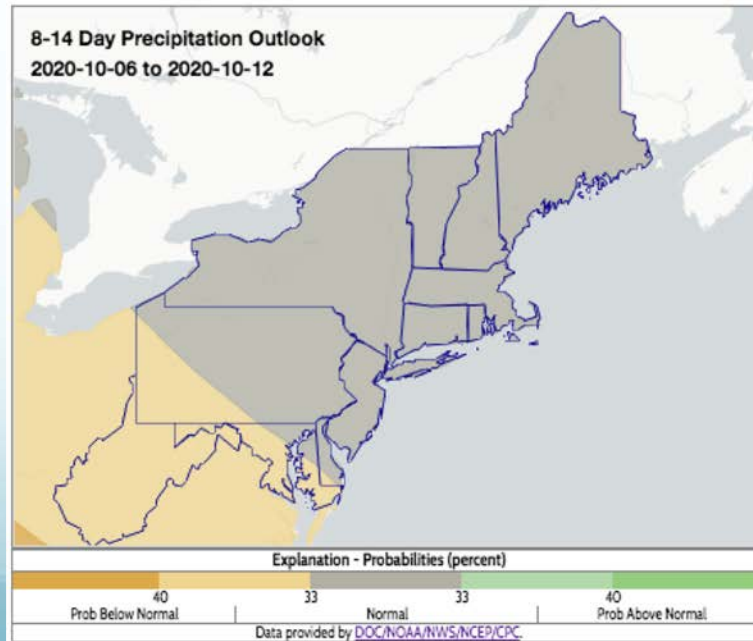 8-14 Day Precipitation Outlook
2020-10-06 to 2020-10-12
Explanation - Probabilities (percent)
40 33 33 40
Prob Below Normal Normal Prob Above Normal
Data provided by DOC/NOAA/NWS/NCEP/CPC.